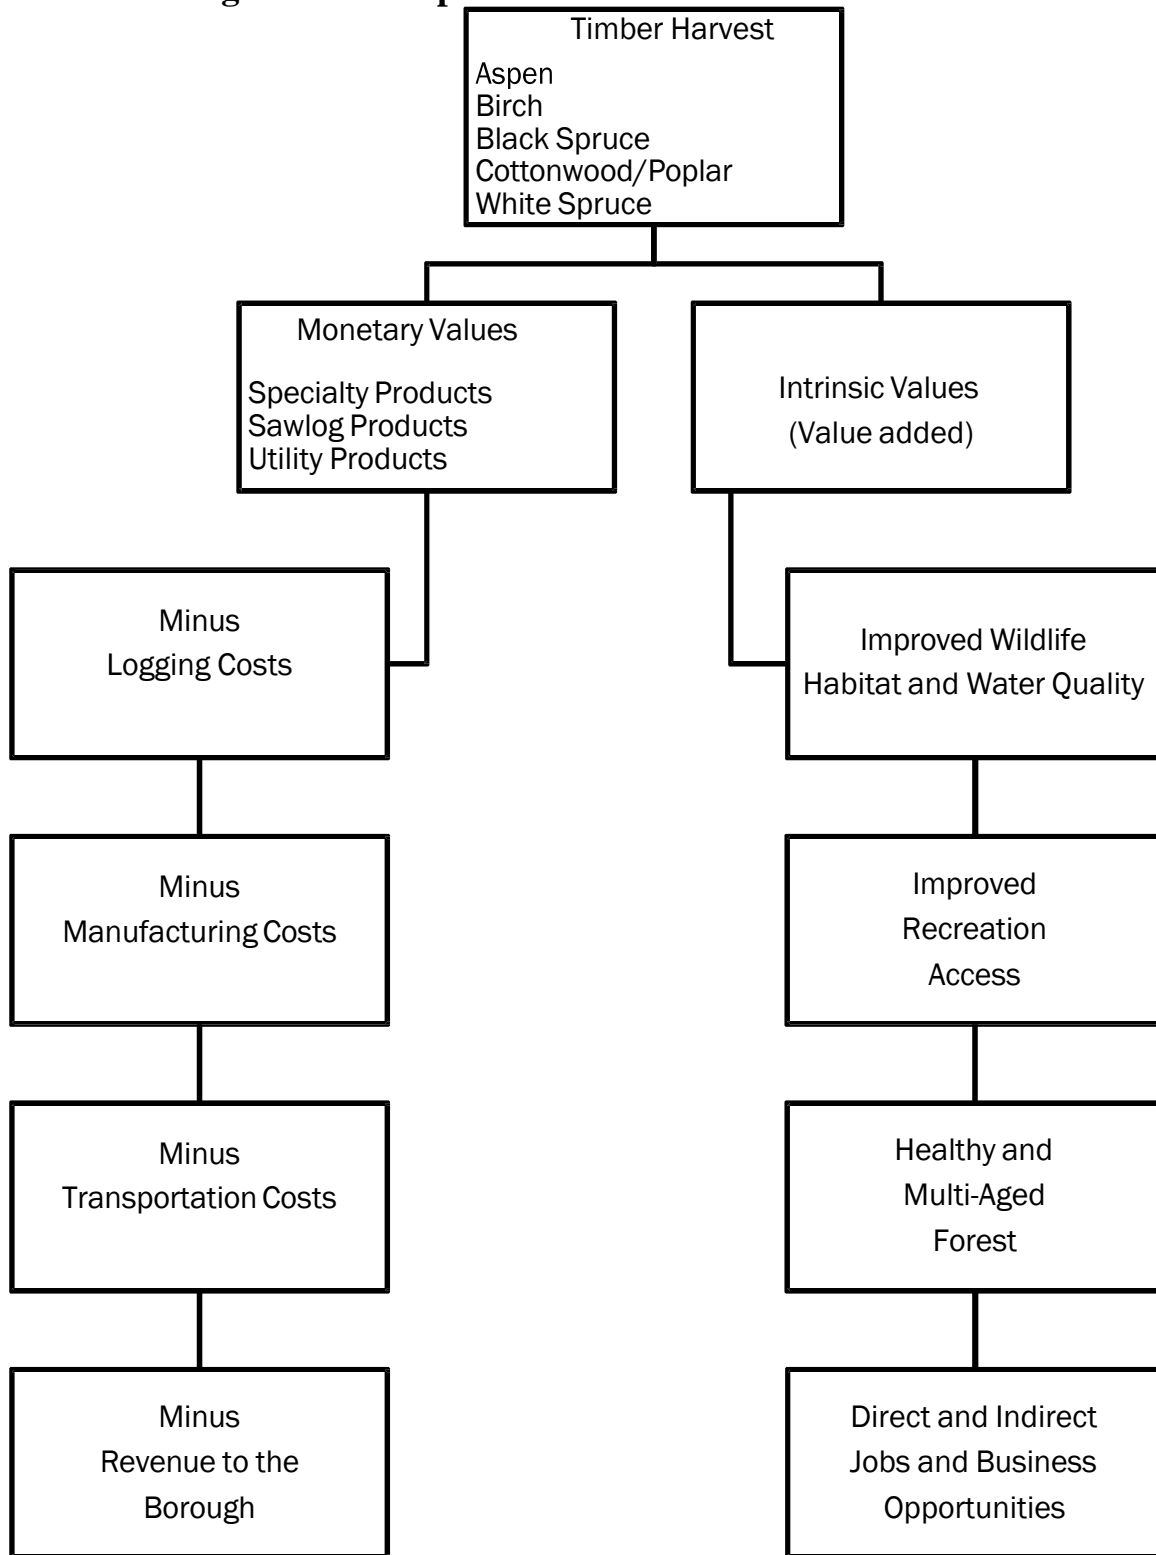 Timber Harvest
Aspen
Birch
Black Spruce
Cottonwood/Poplar
White Spruce
Monetary Values
Specialty Products
Sawlog Products
Utility Products
Intrinsic Values
(Value added)
Minus
Logging Costs
Improved Wildlife
Habitat and Water Quality
Minus
Manufacturing Costs
Improved
Recreation
Access
Minus
Transportation Costs
Healthy and
Multi-Aged
Forest
Minus
Revenue to the
Borough
Direct and Indirect
Jobs and Business
Opportunities